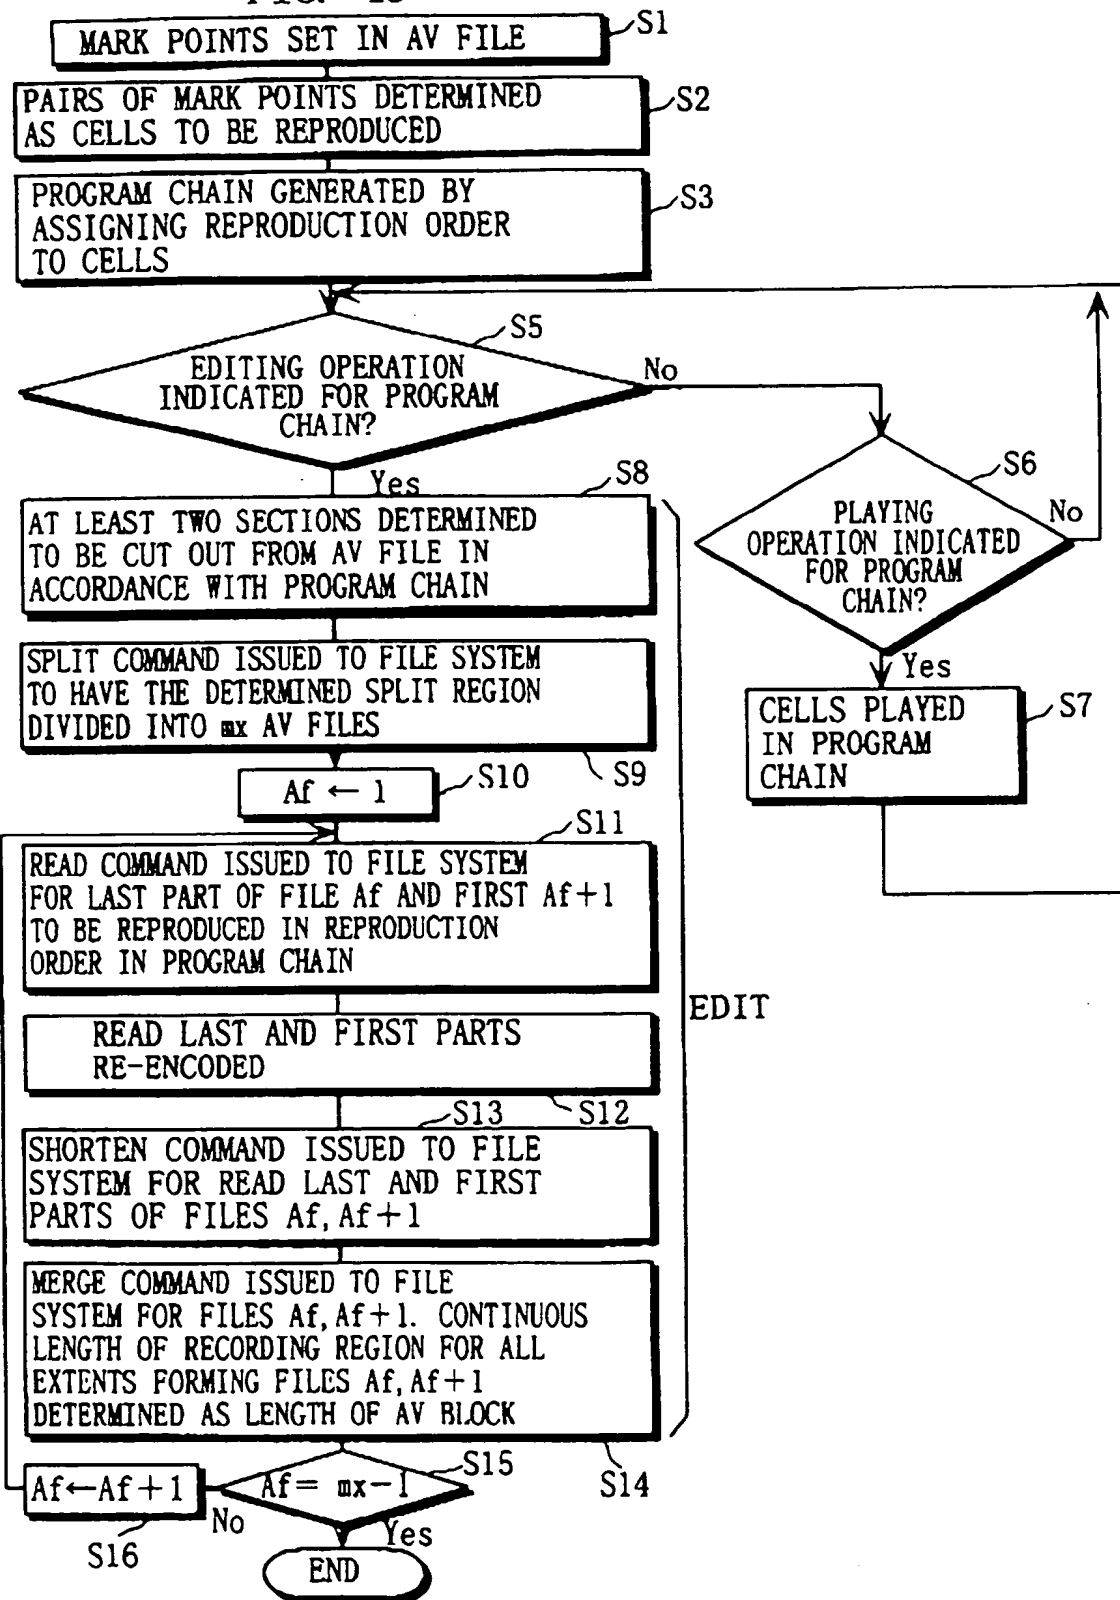 MARK POINTS SET IN AV FILE
S1
PAIRS OF MARK POINTS DETERMINED
AS CELLS TO BE REPRODUCED
S2
PROGRAM CHAIN GENERATED BY
ASSIGNING REPRODUCTION ORDER
TO CELLS
S3
S5
EDITING OPERATION
INDICATED FOR PROGRAM
CHAIN?
No
Yes
S6
PLAYING
OPERATION INDICATED
FOR PROGRAM
CHAIN?
No
Yes
CELLS PLAYED
IN PROGRAM
CHAIN
S7
S8
AT LEAST TWO SECTIONS DETERMINED
TO BE CUT OUT FROM AV FILE IN
ACCORDANCE WITH PROGRAM CHAIN
SPLIT COMMAND ISSUED TO FILE SYSTEM
TO HAVE THE DETERMINED SPLIT REGION
DIVIDED INTO mx AV FILES
S9
Af ← 1
S10
S11
READ COMMAND ISSUED TO FILE SYSTEM
FOR LAST PART OF FILE Af AND FIRST Af+1
TO BE REPRODUCED IN REPRODUCTION
ORDER IN PROGRAM CHAIN
EDIT
READ LAST AND FIRST PARTS
RE-ENCODED
S12
S13
SHORTEN COMMAND ISSUED TO FILE
SYSTEM FOR READ LAST AND FIRST
PARTS OF FILES Af, Af+1
MERGE COMMAND ISSUED TO FILE
SYSTEM FOR FILES Af, Af+1. CONTINUOUS
LENGTH OF RECORDING REGION FOR ALL
EXTENTS FORMING FILES Af, Af+1
DETERMINED AS LENGTH OF AV BLOCK
S14
S15
Af= mx-1
No
Yes
Af←Af+1
S16
END